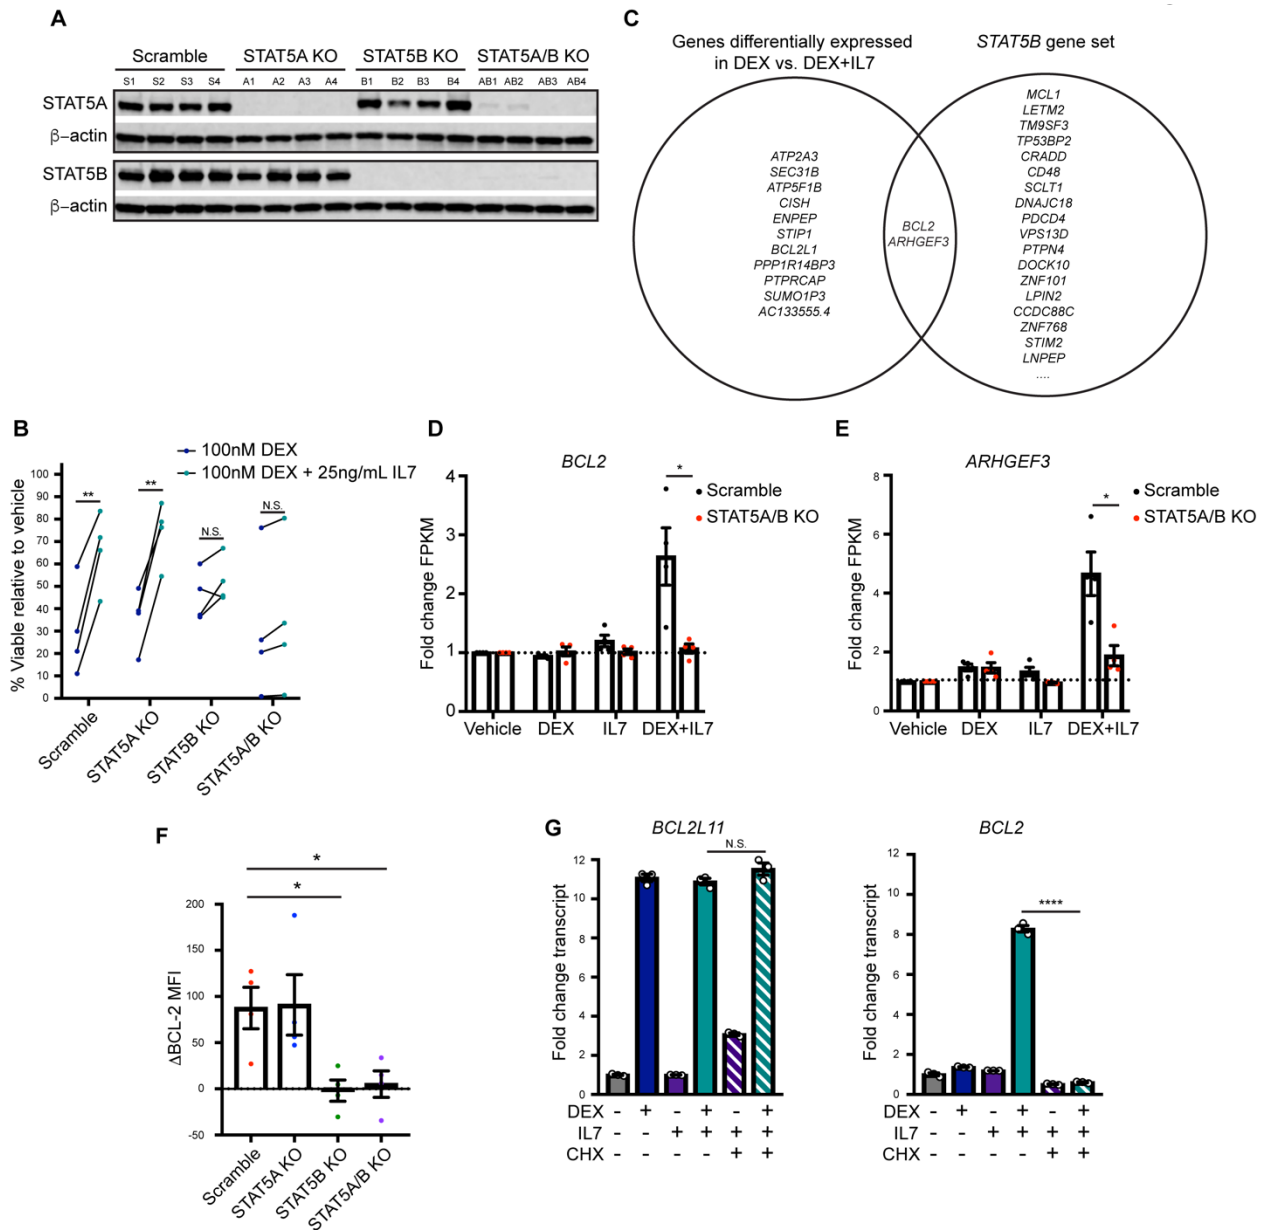 A
Scramble STAT5A KO STAT5B KO STAT5A/B KO
S1 S2 S3 S4 A1 A2 A3 A4 B1 B2 B3 B4 AB1 AB2 AB3 AB4
STAT5A
β–actin
STAT5B
β–actin
C
Genes differentially expressed
in DEX vs. DEX+IL7
STAT5B gene set
ATP2A3
SEC31B
ATP5F1B
CISH
ENPEP
STIP1
BCL2L1
PPP1R14BP3
PTPRCAP
SUMO1P3
AC133555.4
BCL2
ARHGEF3
MCL1
LETM2
TM9SF3
TP53BP2
CRADD
CD48
SCLT1
DNAJC18
PDCD4
VPS13D
PTPN4
DOCK10
ZNF101
LPIN2
CCDC88C
ZNF768
STIM2
LNPEP
....
B
100nM DEX
100nM DEX + 25ng/mL IL7
% Viable relative to vehicle
100
90
80
70
60
50
40
30
20
10
0
** ** N.S. N.S.
Scramble
STAT5A KO
STAT5B KO
STAT5A/B KO
D
BCL2
Fold change FPKM
4
3
2
1
0
*
Scramble
STAT5A/B KO
Vehicle DEX IL7 DEX+IL7
E
ARHGEF3
Fold change FPKM
8
6
4
2
0
*
Scramble
STAT5A/B KO
Vehicle DEX IL7 DEX+IL7
F
*
*
ΔBCL-2 MFI
200
150
100
50
0
-50
Scramble
STAT5A KO
STAT5B KO
STAT5A/B KO
G
BCL2L11
N.S.
Fold change transcript
12
10
8
6
4
2
0
DEX - + - + - +
IL7 - - + + + +
CHX - - - - + +
BCL2
****
Fold change transcript
12
10
8
6
4
2
0
- + - + - +
- - + + + +
- - - - + +